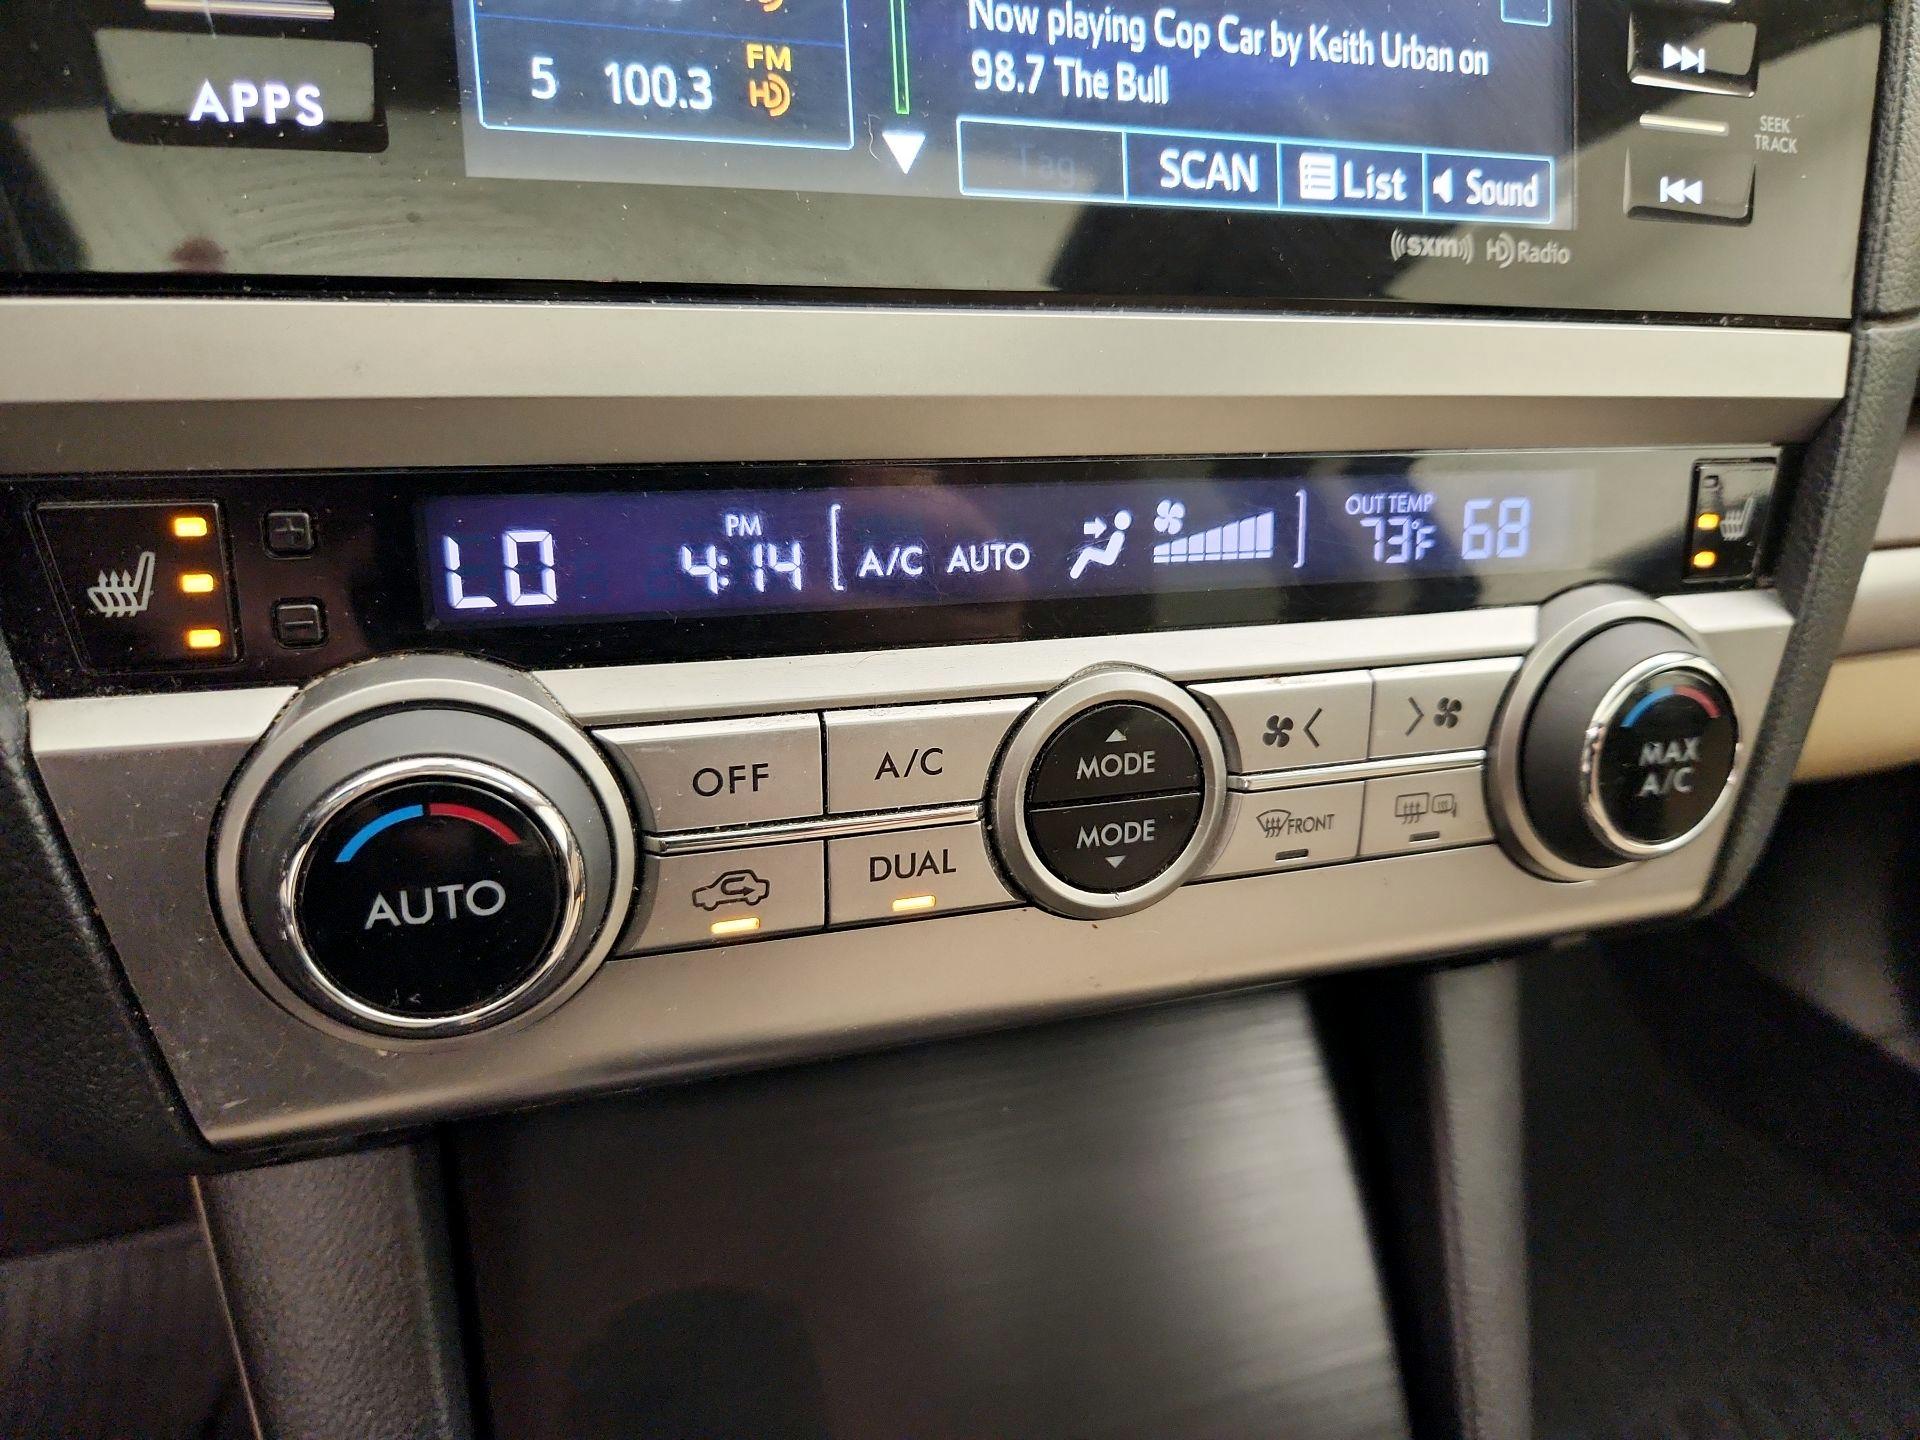 APPS
5 100.3 FM HD
Now playing Cop Car by Keith Urban on
98.7 The Bull
Tag
SCAN
List
Sound
SEEK
TRACK
((sxm)) HD Radio
LO
PM
4:14
A/C AUTO
OUT TEMP
73°F
68
OFF
A/C
MODE
MODE
FRONT
DUAL
AUTO
MAX
A/C